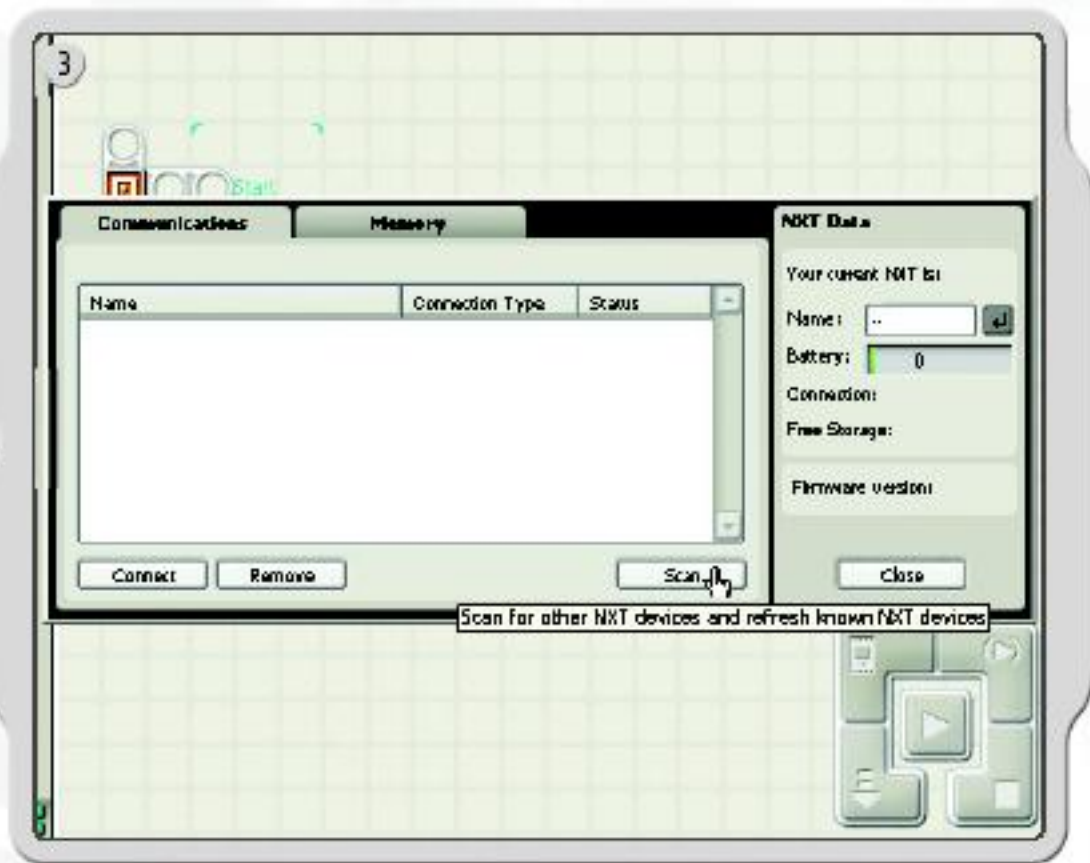 3
Start
Communications
Memory
Name
Connection Type
Status
Connect
Remove
Scan
Scan for other NXT devices and refresh known NXT devices
NXT Data
Your current NXT is:
Name: --
Battery: 0
Connection:
Free Storage:
Firmware version:
Close